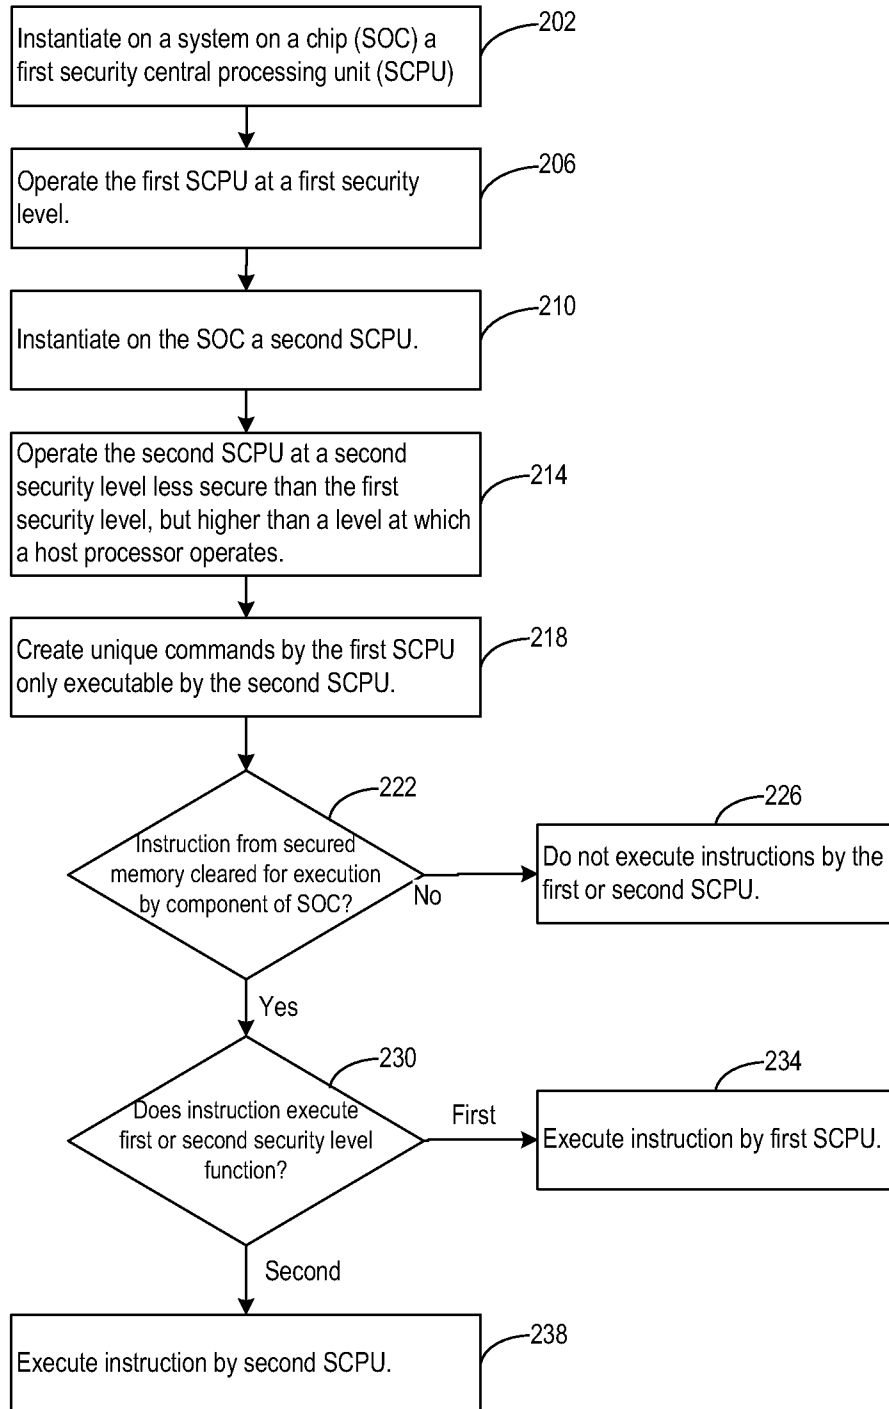 Instantiate on a system on a chip (SOC) a
first security central processing unit (SCPU)
202
Operate the first SCPU at a first security
level.
206
Instantiate on the SOC a second SCPU.
210
Operate the second SCPU at a second
security level less secure than the first
security level, but higher than a level at which
a host processor operates.
214
Create unique commands by the first SCPU
only executable by the second SCPU.
218
Instruction from secured
memory cleared for execution
by component of SOC?
222
No
Do not execute instructions by the
first or second SCPU.
226
Yes
Does instruction execute
first or second security level
function?
230
First
Execute instruction by first SCPU.
234
Second
Execute instruction by second SCPU.
238